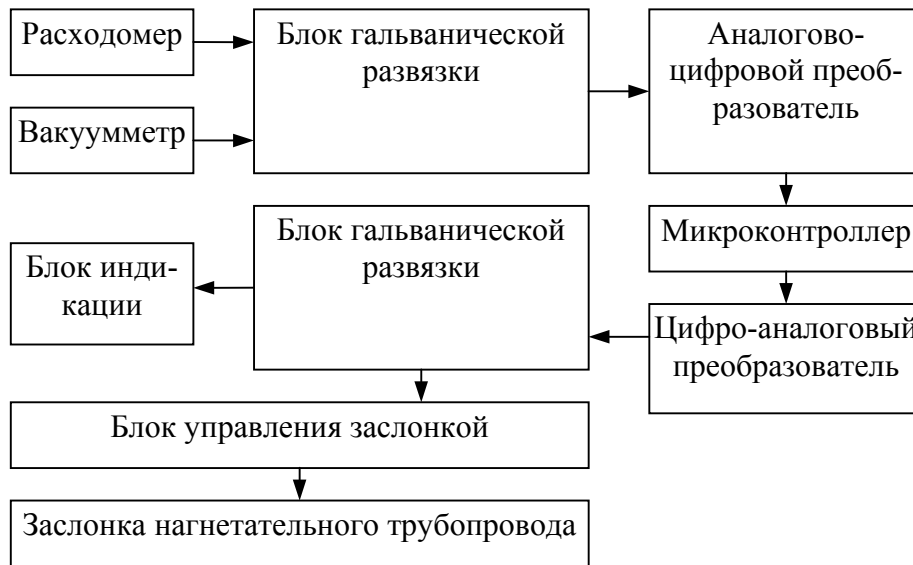 Расходомер
Вакуумметр
Блок гальванической
развязки
Аналогово-
цифровой преоб-
разователь
Микроконтроллер
Цифро-аналоговый
преобразователь
Блок гальванической
развязки
Блок инди-
кации
Блок управления заслонкой
Заслонка нагнетательного трубопровода